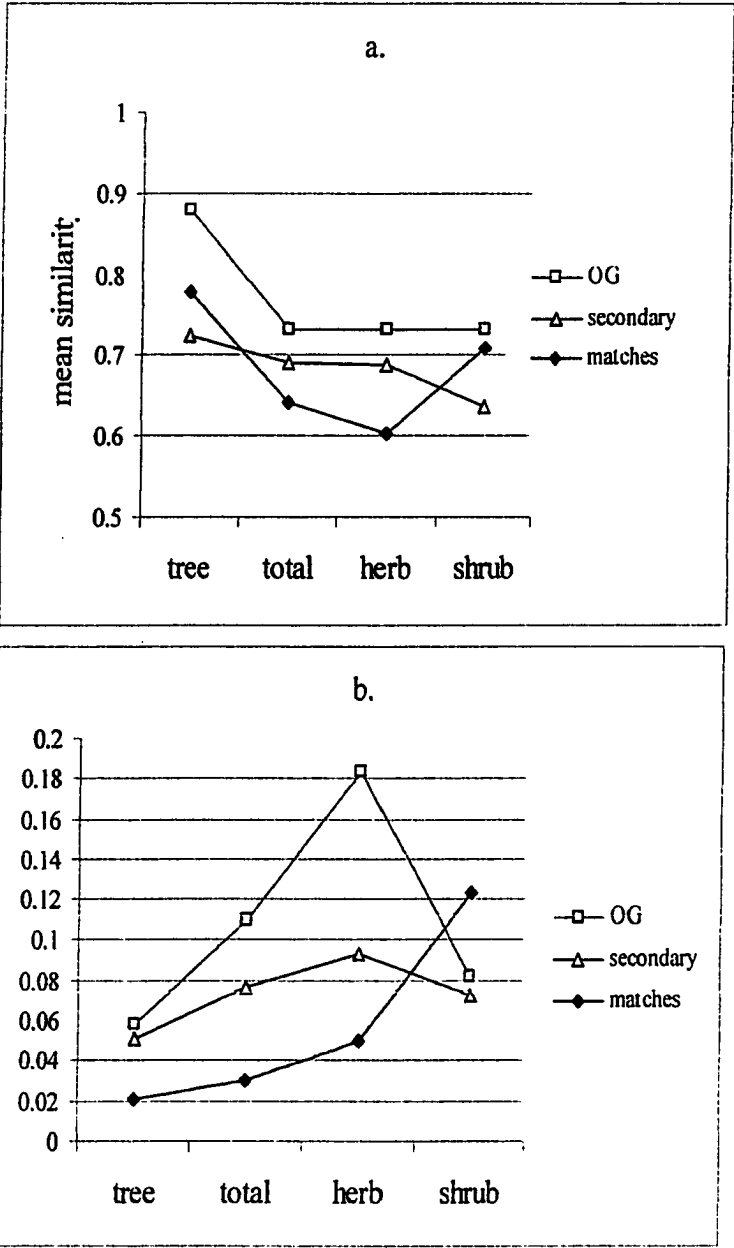 a.
1
0.9
0.8
0.7
0.6
0.5
mean similarit.
tree total herb shrub
OG
secondary
matches
b.
0.2
0.18
0.16
0.14
0.12
0.1
0.08
0.06
0.04
0.02
0
tree total herb shrub
OG
secondary
matches